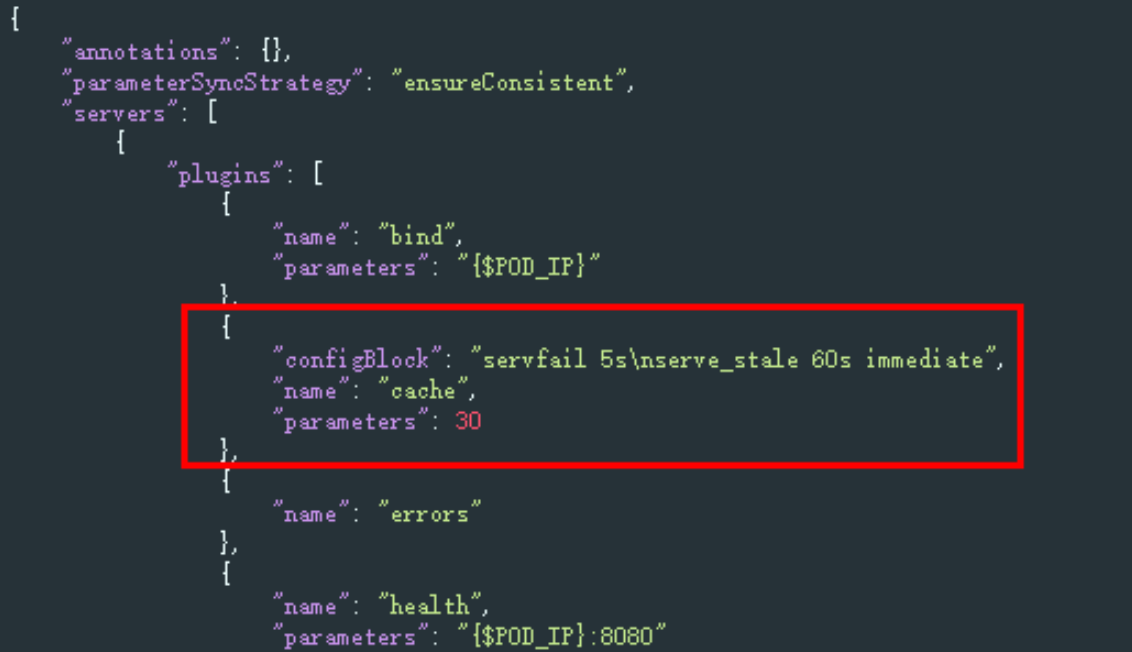 {
"annotations": {},
"parameterSyncStrategy": "ensureConsistent",
"servers": [
{
"plugins": [
{
"name": "bind",
"parameters": "{$POD_IP}"
},
{
"configBlock": "servfail 5s\nserve_stale 60s immediate",
"name": "cache",
"parameters": 30
},
{
"name": "errors"
},
{
"name": "health",
"parameters": "{$POD_IP}:8080"